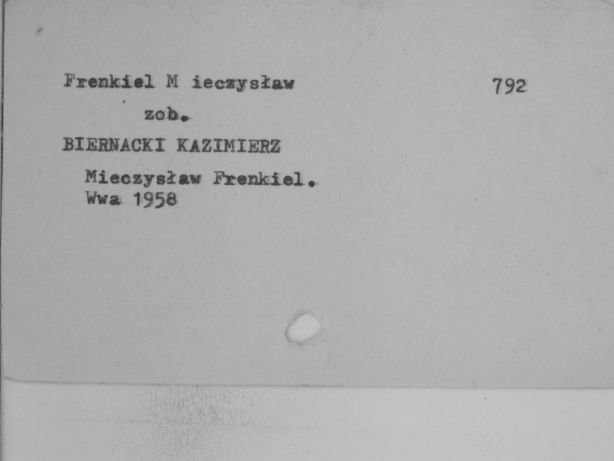 Frenkiel M ieczysław 792
zob.
BIERNACKI KAZIMIERZ
Mieczysław Frenkiel.
Wwa 1958